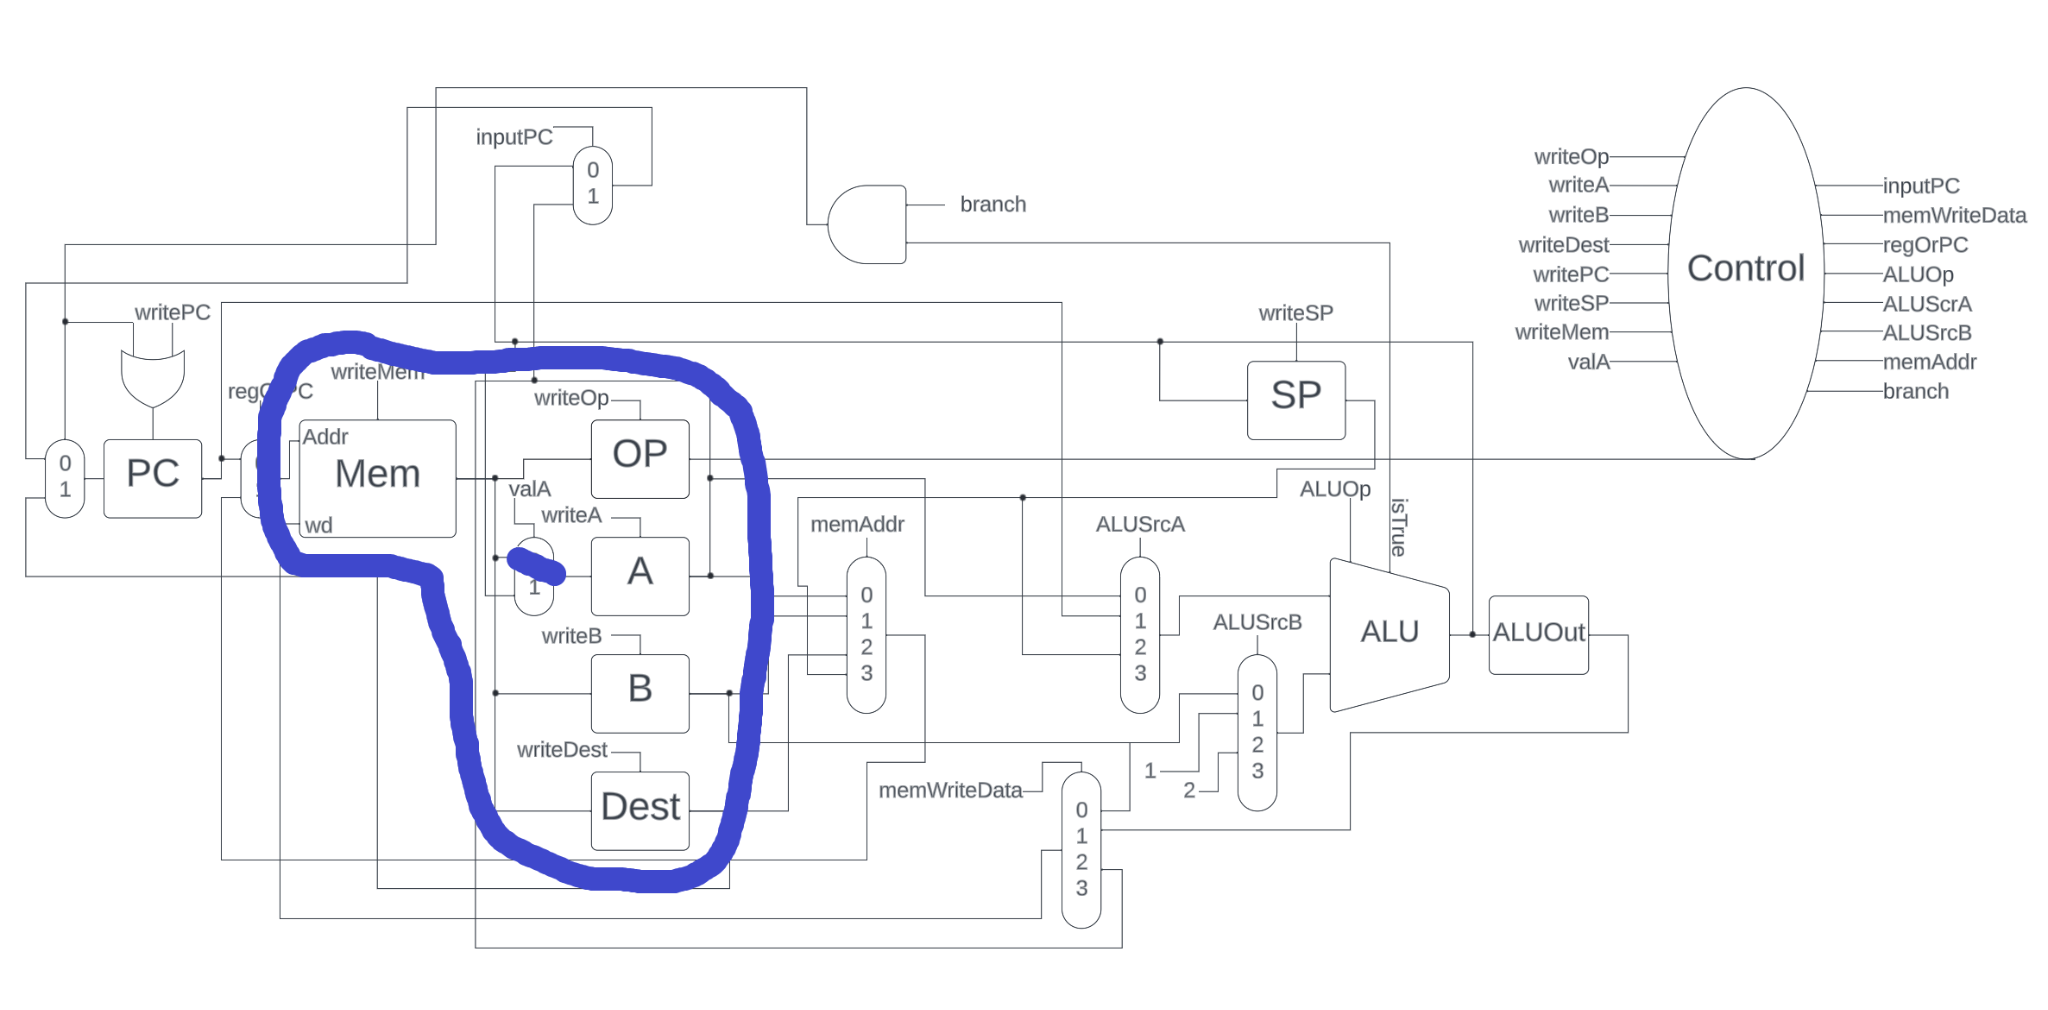 inputPC
0
1
branch
writeOp
writeA
writeB
writeDest
writePC
writeSP
writeMem
valA
Control
inputPC
memWriteData
regOrPC
ALUOp
ALUScrA
ALUSrcB
memAddr
branch
writePC
writeSP
SP
writeMem
writeOp
OP
0
1
PC
Addr
Mem
wd
valA
1
writeA
A
writeB
B
writeDest
Dest
memAddr
0
1
2
3
ALUSrcA
0
1
2
3
ALUOp
isTrue
ALUSrcB
0
1
2
3
1
2
ALU
ALUOut
memWriteData
0
1
2
3